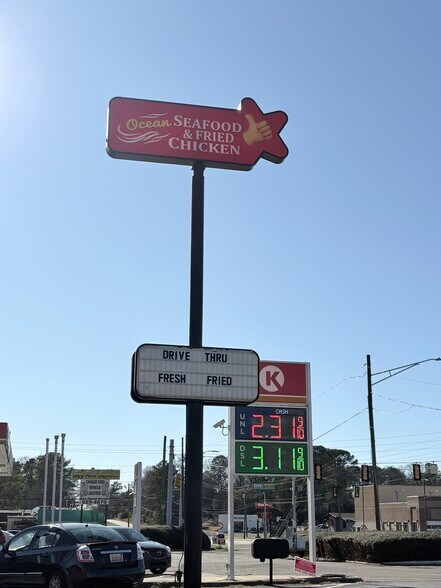 Ocean SEAFOOD
& FRIED
CHICKEN
DRIVE THRU
FRESH FRIED
K
CASH
UNL 2.31 9/10
DSL 3.11 9/10